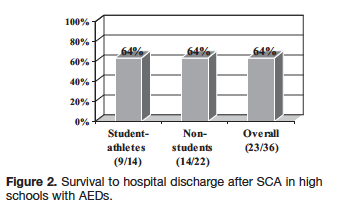 100%
80%
60%
40%
20%
0%
64% 64% 64%
Student-athletes (9/14)
Non-students (14/22)
Overall (23/36)
Figure 2. Survival to hospital discharge after SCA in high
schools with AEDs.